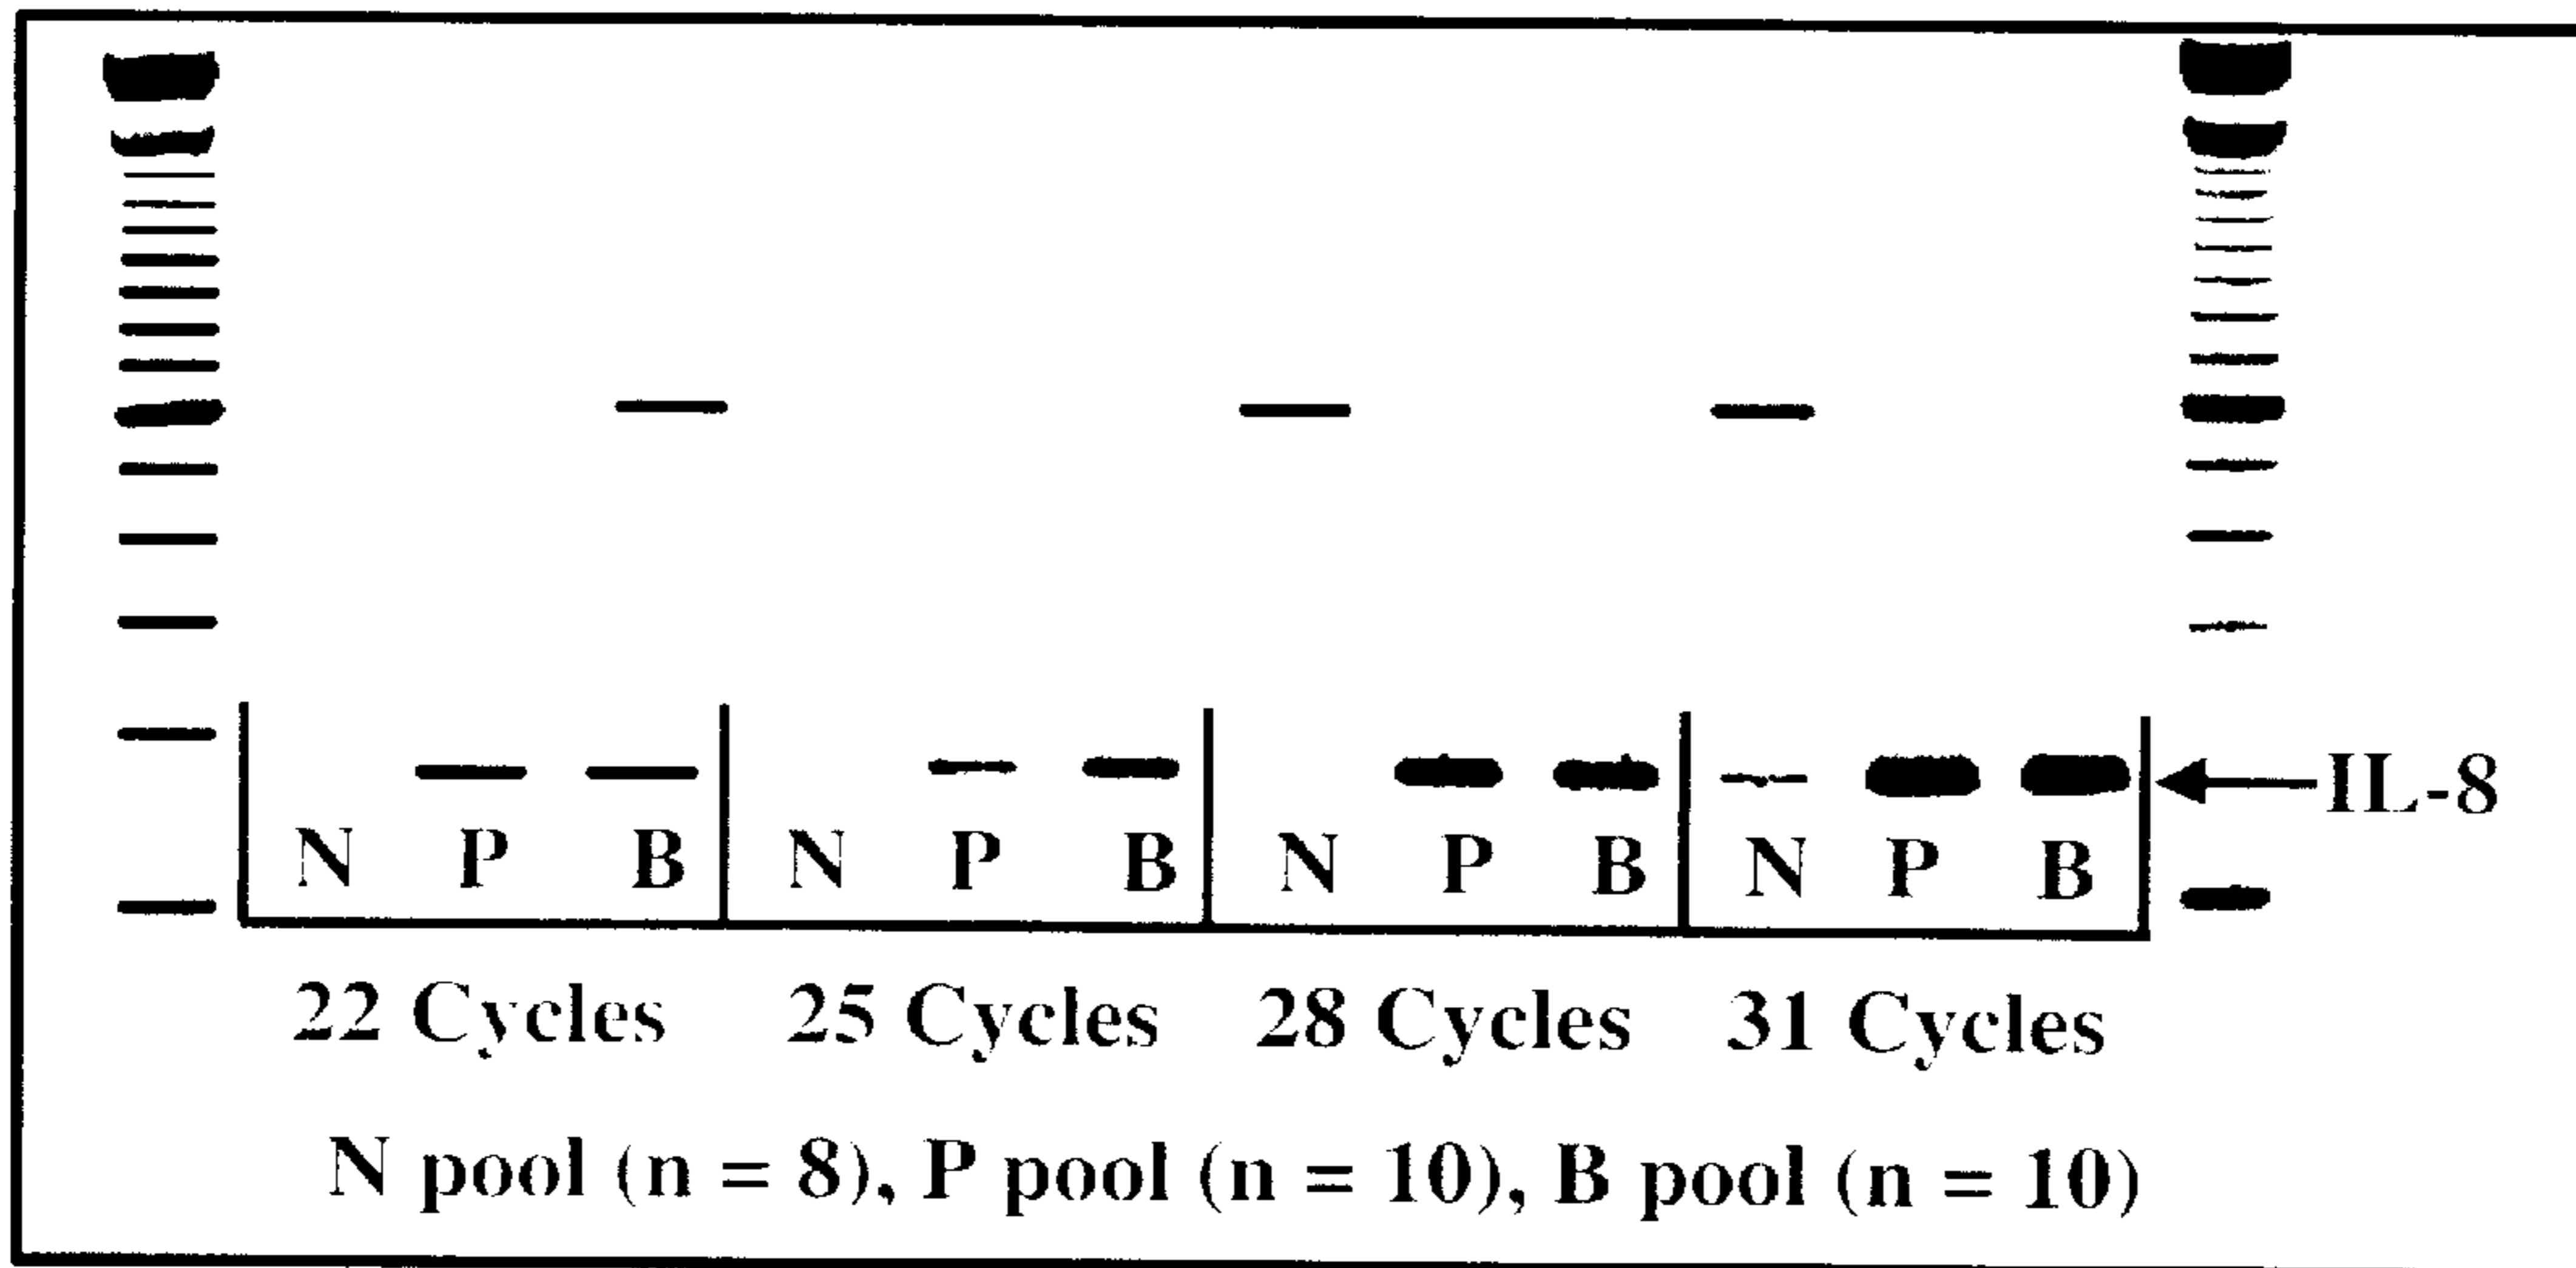 IL-8
N P B N P B N P B N P B
22 Cycles 25 Cycles 28 Cycles 31 Cycles
N pool (n = 8), P pool (n = 10), B pool (n = 10)